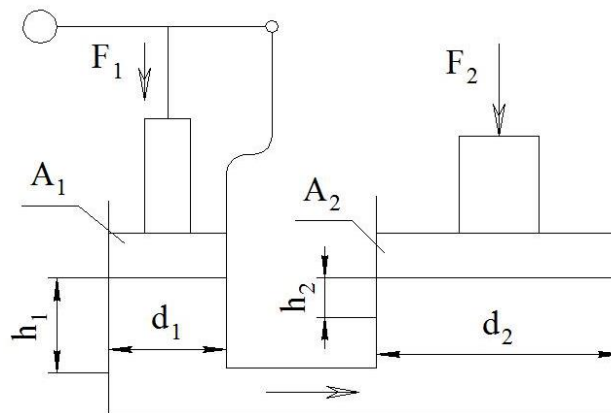 F₁
F₂
A₁
A₂
h₁
d₁
h₂
d₂